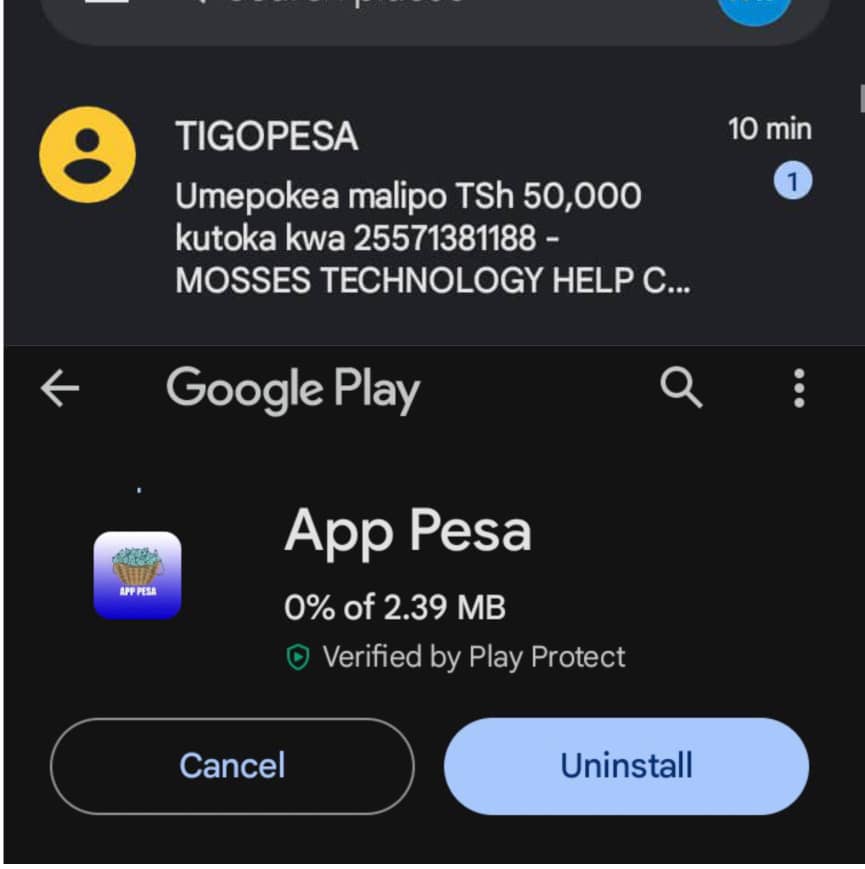 TIGOPESA
10 min
1
Umepokea malipo TSh 50,000
kutoka kwa 25571381188 -
MOSSES TECHNOLOGY HELP C...
Google Play
App Pesa
APP PESA
0% of 2.39 MB
Verified by Play Protect
Cancel
Uninstall